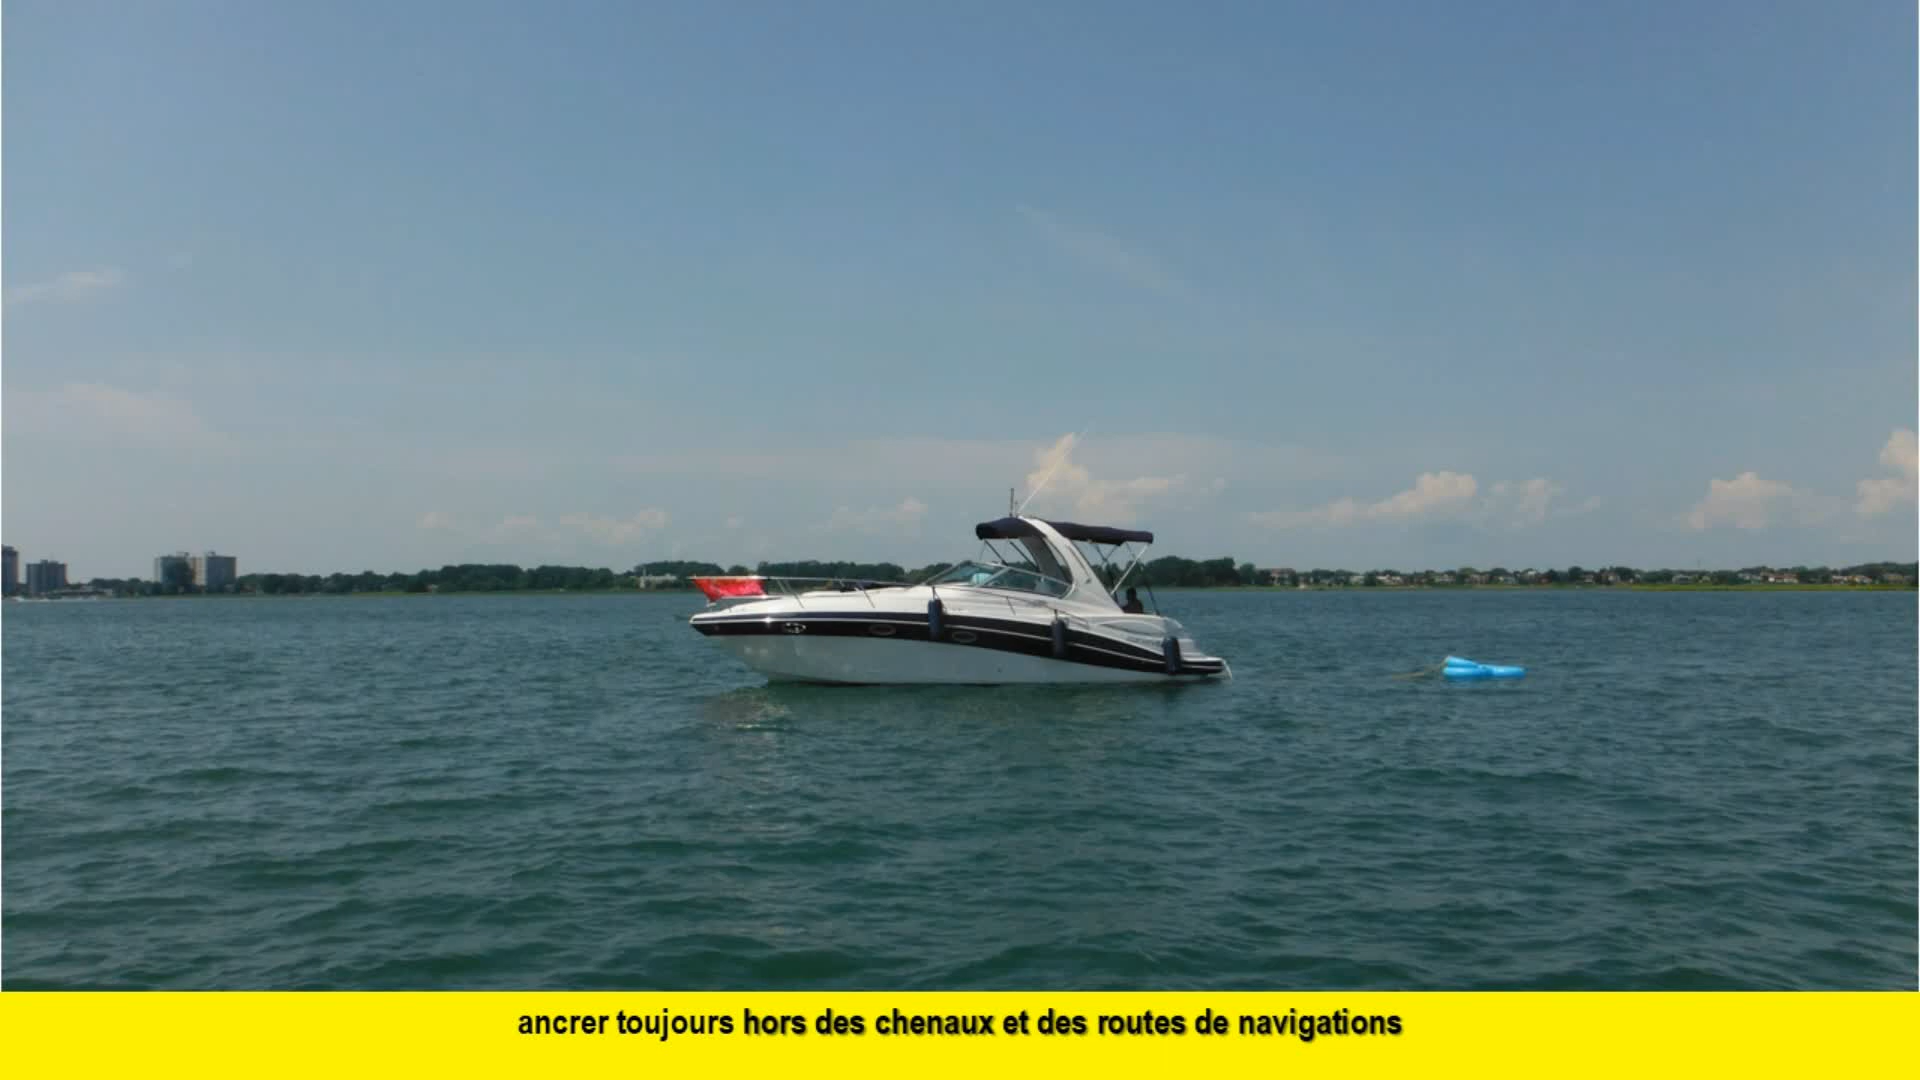 ancrer toujours hors des chenaux et des routes de navigations